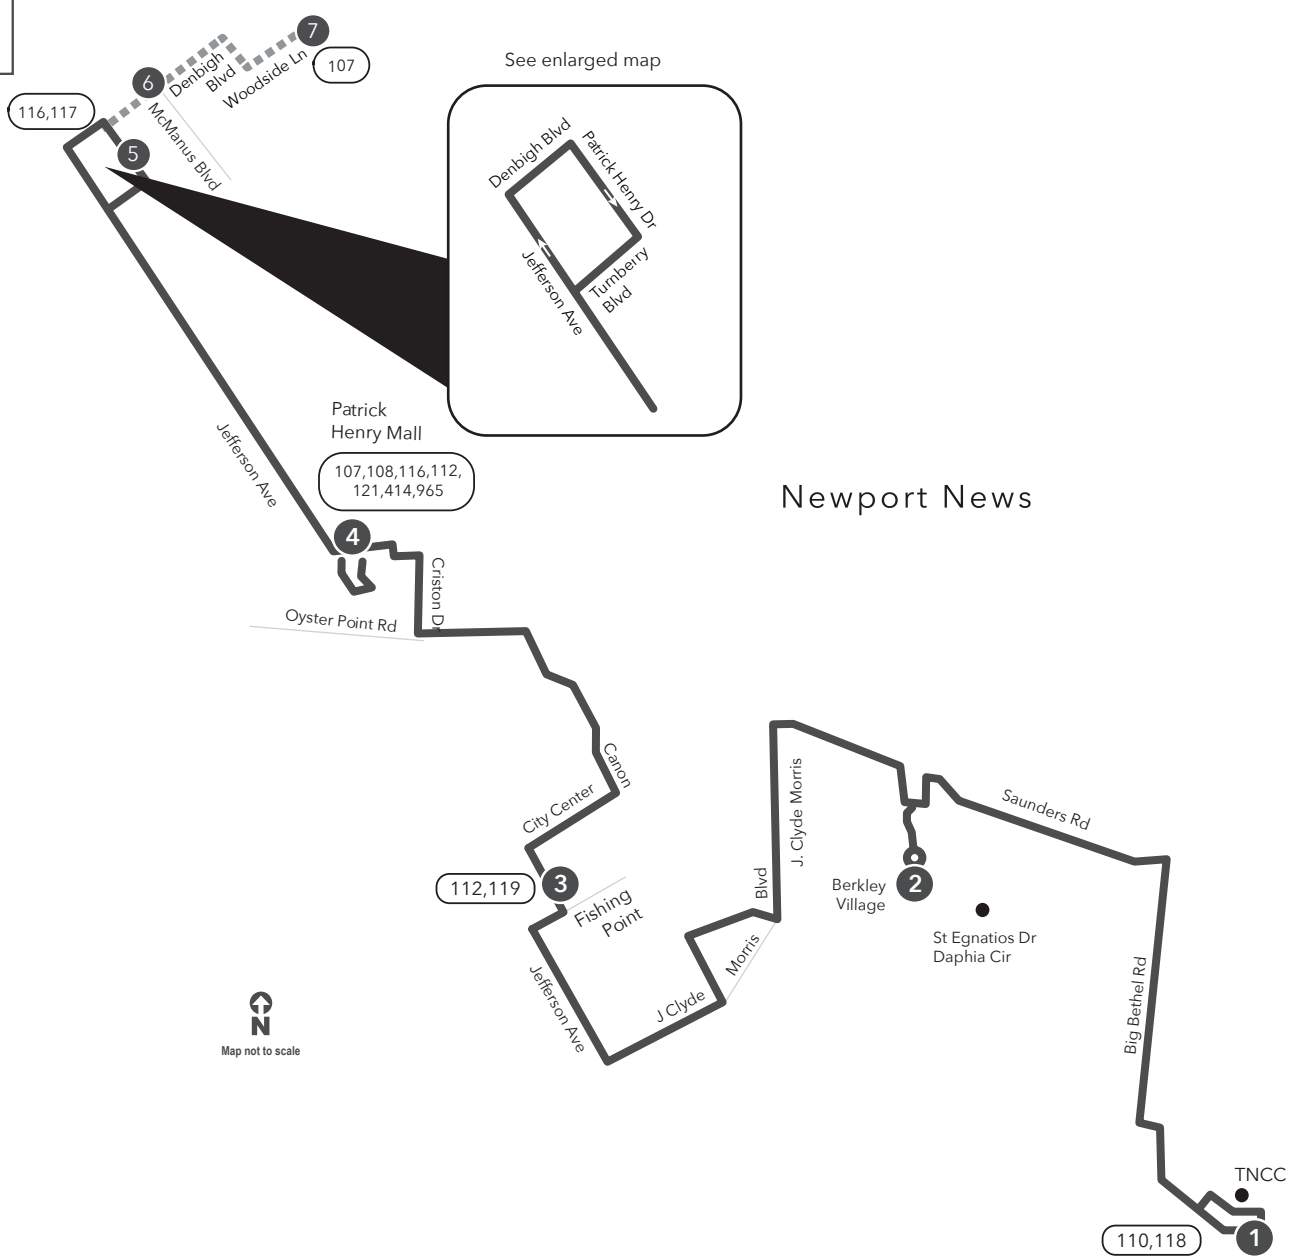 7
Denbigh
Blvd
Woodside Ln
107
6
116,117
McManus Blvd
5
See enlarged map
Denbigh Blvd
Patrick Henry Dr
Jefferson Ave
Turnberry
Blvd
Jefferson Ave
Patrick
Henry Mall
107,108,116,112,
121,414,965
4
Newport News
Criston Dr
Oyster Point Rd
Canon
City Center
112,119
3
Fishing
Point
Jefferson Ave
J Clyde
Morris
Blvd
J. Clyde Morris
Saunders Rd
Berkley
Village
2
St Egnatios Dr
Daphia Cir
Big Bethel Rd
N
Map not to scale
TNCC
110,118
1